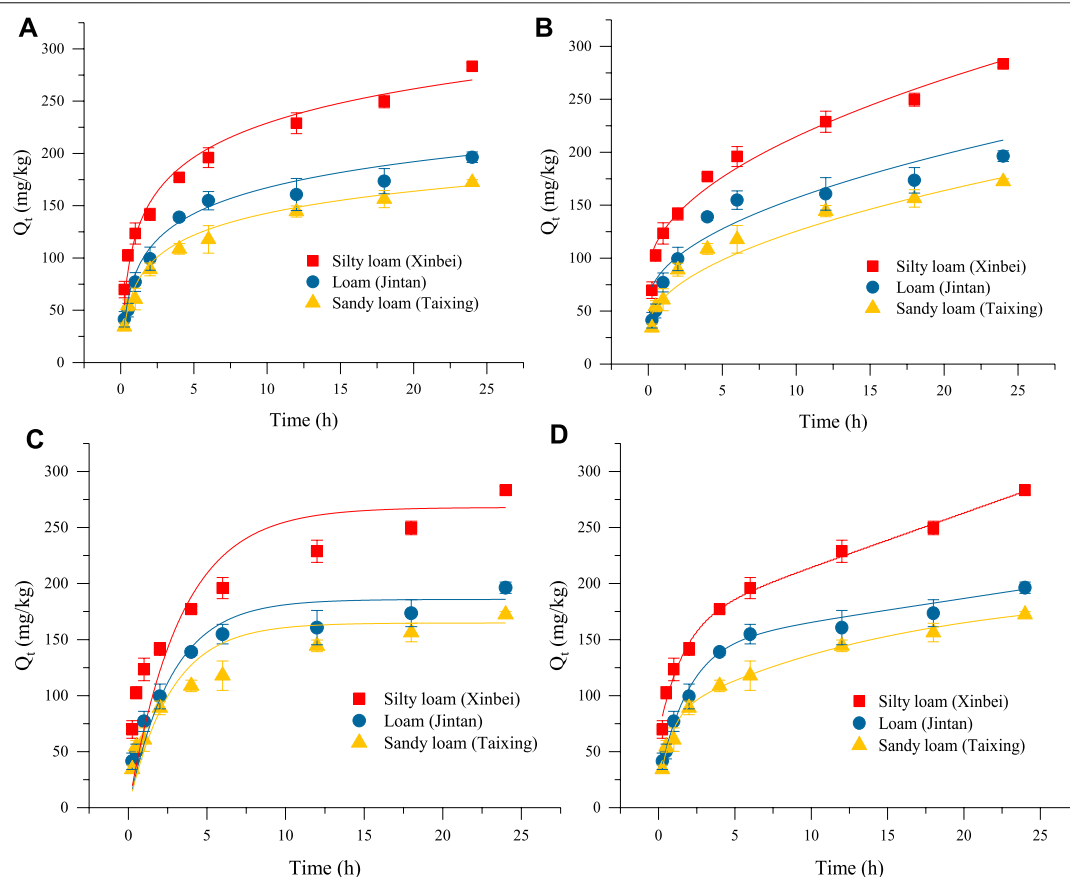 A
300
250
200
150
100
50
0
Qt (mg/kg)
Silty loam (Xinbei)
Loam (Jintan)
Sandy loam (Taixing)
0 5 10 15 20 25
Time (h)
B
300
250
200
150
100
50
0
Qt (mg/kg)
Silty loam (Xinbei)
Loam (Jintan)
Sandy loam (Taixing)
0 5 10 15 20 25
Time (h)
C
300
250
200
150
100
50
0
Qt (mg/kg)
Silty loam (Xinbei)
Loam (Jintan)
Sandy loam (Taixing)
0 5 10 15 20 25
Time (h)
D
300
250
200
150
100
50
0
Qt (mg/kg)
Silty loam (Xinbei)
Loam (Jintan)
Sandy loam (Taixing)
0 5 10 15 20 25
Time (h)